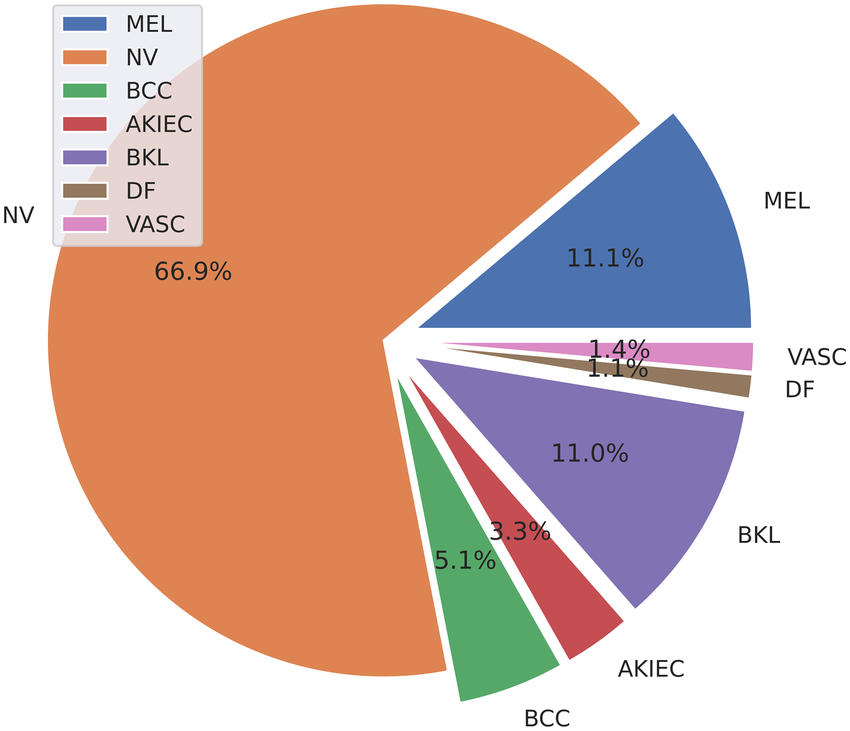 MEL
NV
BCC
AKIEC
BKL
DF
VASC
NV
66.9%
MEL
11.1%
1.4%
VASC
1.1%
DF
11.0%
BKL
3.3%
5.1%
AKIEC
BCC